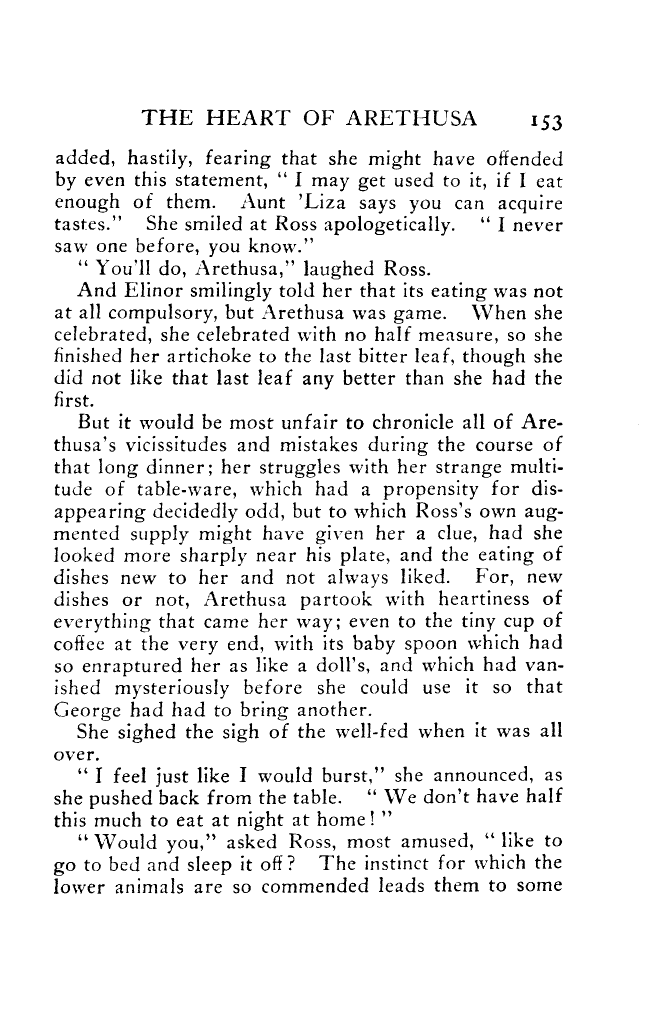 THE HEART OF ARETHUSA 153
added, hastily, fearing that she might have offended
by even this statement, “ I may get used to it, if I eat
enough of them. Aunt ’Liza says you can acquire
tastes.” She smiled at Ross apologetically. “ I never
saw one before, you know.”
“ You’ll do, Arethusa,” laughed Ross.
And Elinor smilingly told her that its eating was not
at all compulsory, but Arethusa was game. When she
celebrated, she celebrated with no half measure, so she
finished her artichoke to the last bitter leaf, though she
did not like that last leaf any better than she had the
first.
But it would be most unfair to chronicle all of Are-
thusa’s vicissitudes and mistakes during the course of
that long dinner; her struggles with her strange multi-
tude of table-ware, which had a propensity for dis-
appearing decidedly odd, but to which Ross’s own aug-
mented supply might have given her a clue, had she
looked more sharply near his plate, and the eating of
dishes new to her and not always liked. For, new
dishes or not, Arethusa partook with heartiness of
everything that came her way; even to the tiny cup of
coffee at the very end, with its baby spoon which had
so enraptured her as like a doll’s, and which had van-
ished mysteriously before she could use it so that
George had had to bring another.
She sighed the sigh of the well-fed when it was all
over.
“ I feel just like I would burst,” she announced, as
she pushed back from the table. “ We don’t have half
this much to eat at night at home! ”
“ Would you,” asked Ross, most amused, “ like to
go to bed and sleep it off? The instinct for which the
lower animals are so commended leads them to some